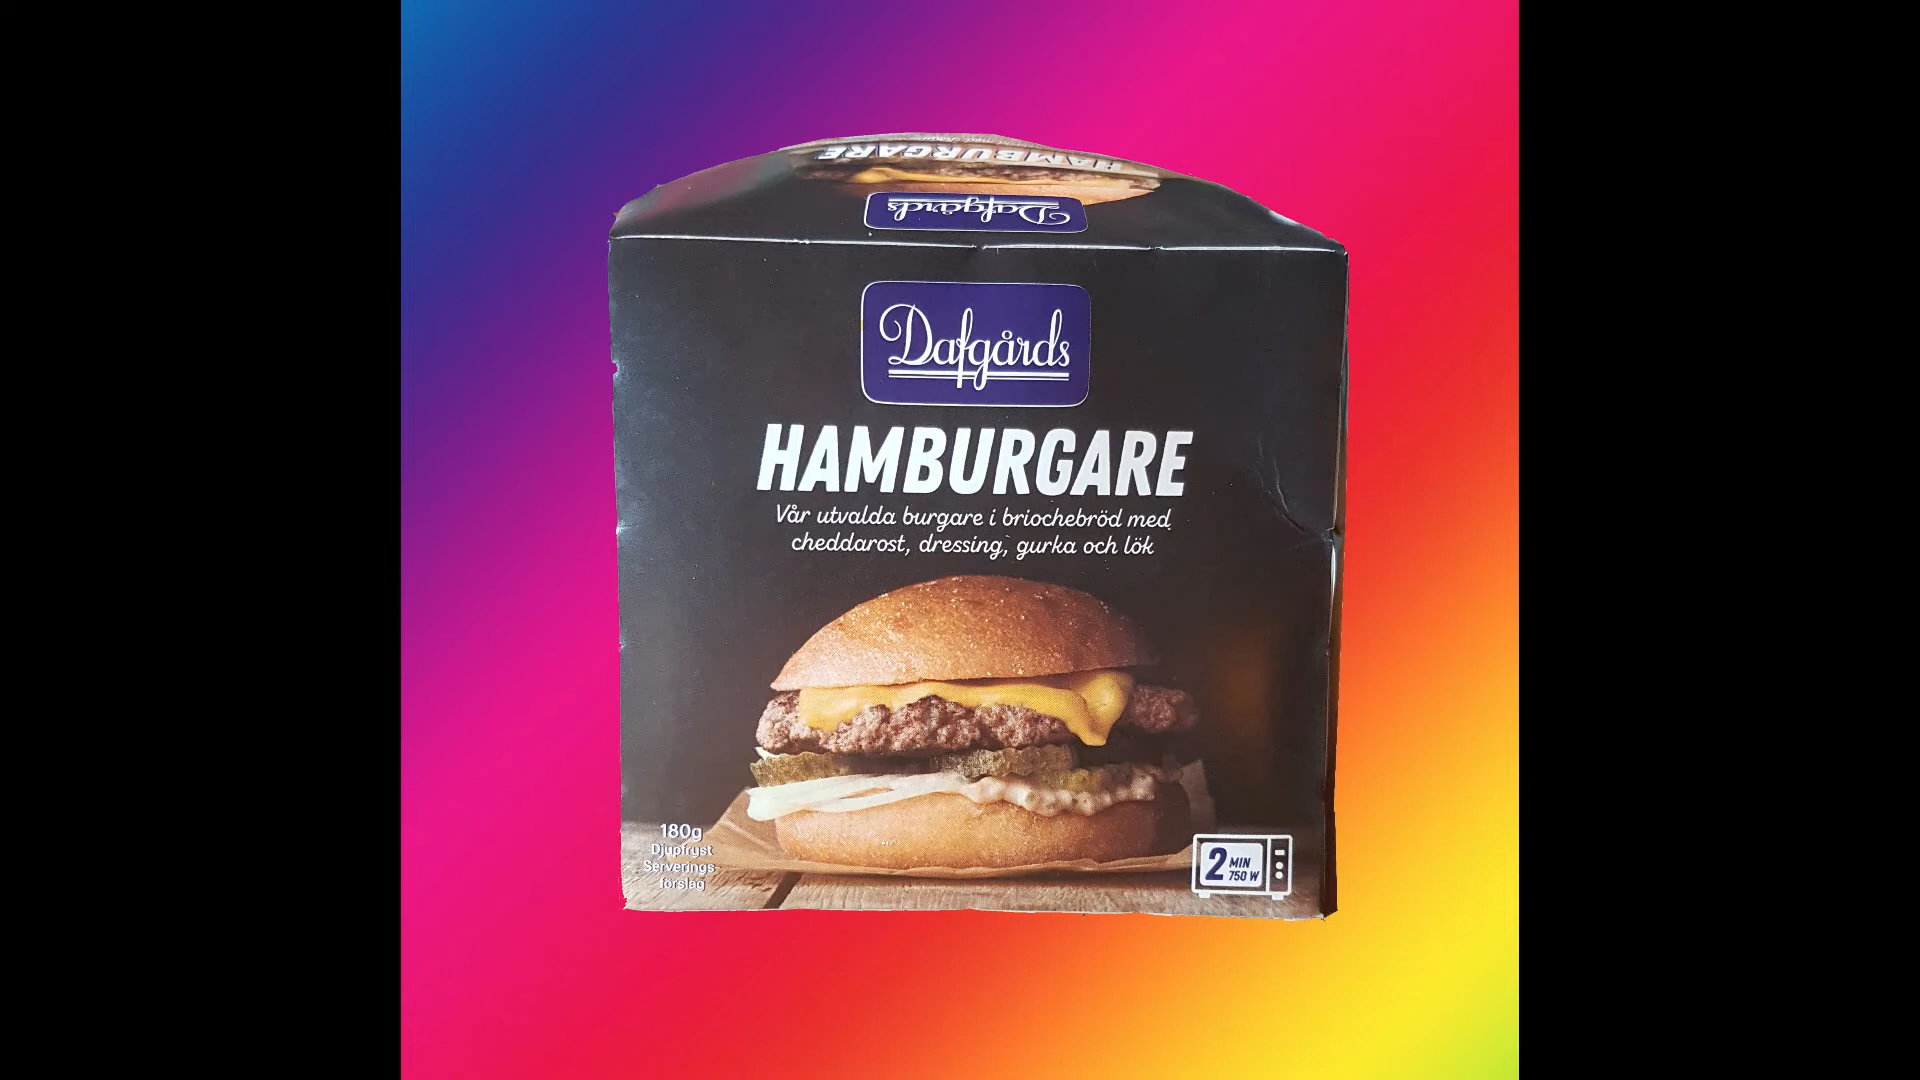 HAMBURGARE
Dafgårds
Dafgårds
HAMBURGARE
Vår utvalda burgare i briochebröd med
cheddarost, dressing, gurka och lök
180g
Djupfryst
Serverings-
förslag
2 MIN
750 W